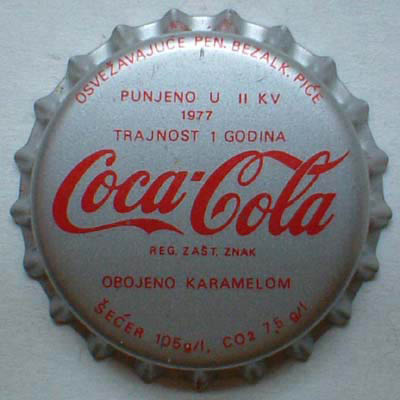 OSVEŽAVAJUĆE PEN. BEZALK. PIĆE
PUNJENO U II KV
1977
TRAJNOST 1 GODINA
Coca-Cola
REG. ZAŠT. ZNAK
OBOJENO KARAMELOM
ŠEĆER 105g/l, CO2 7,5 g/l